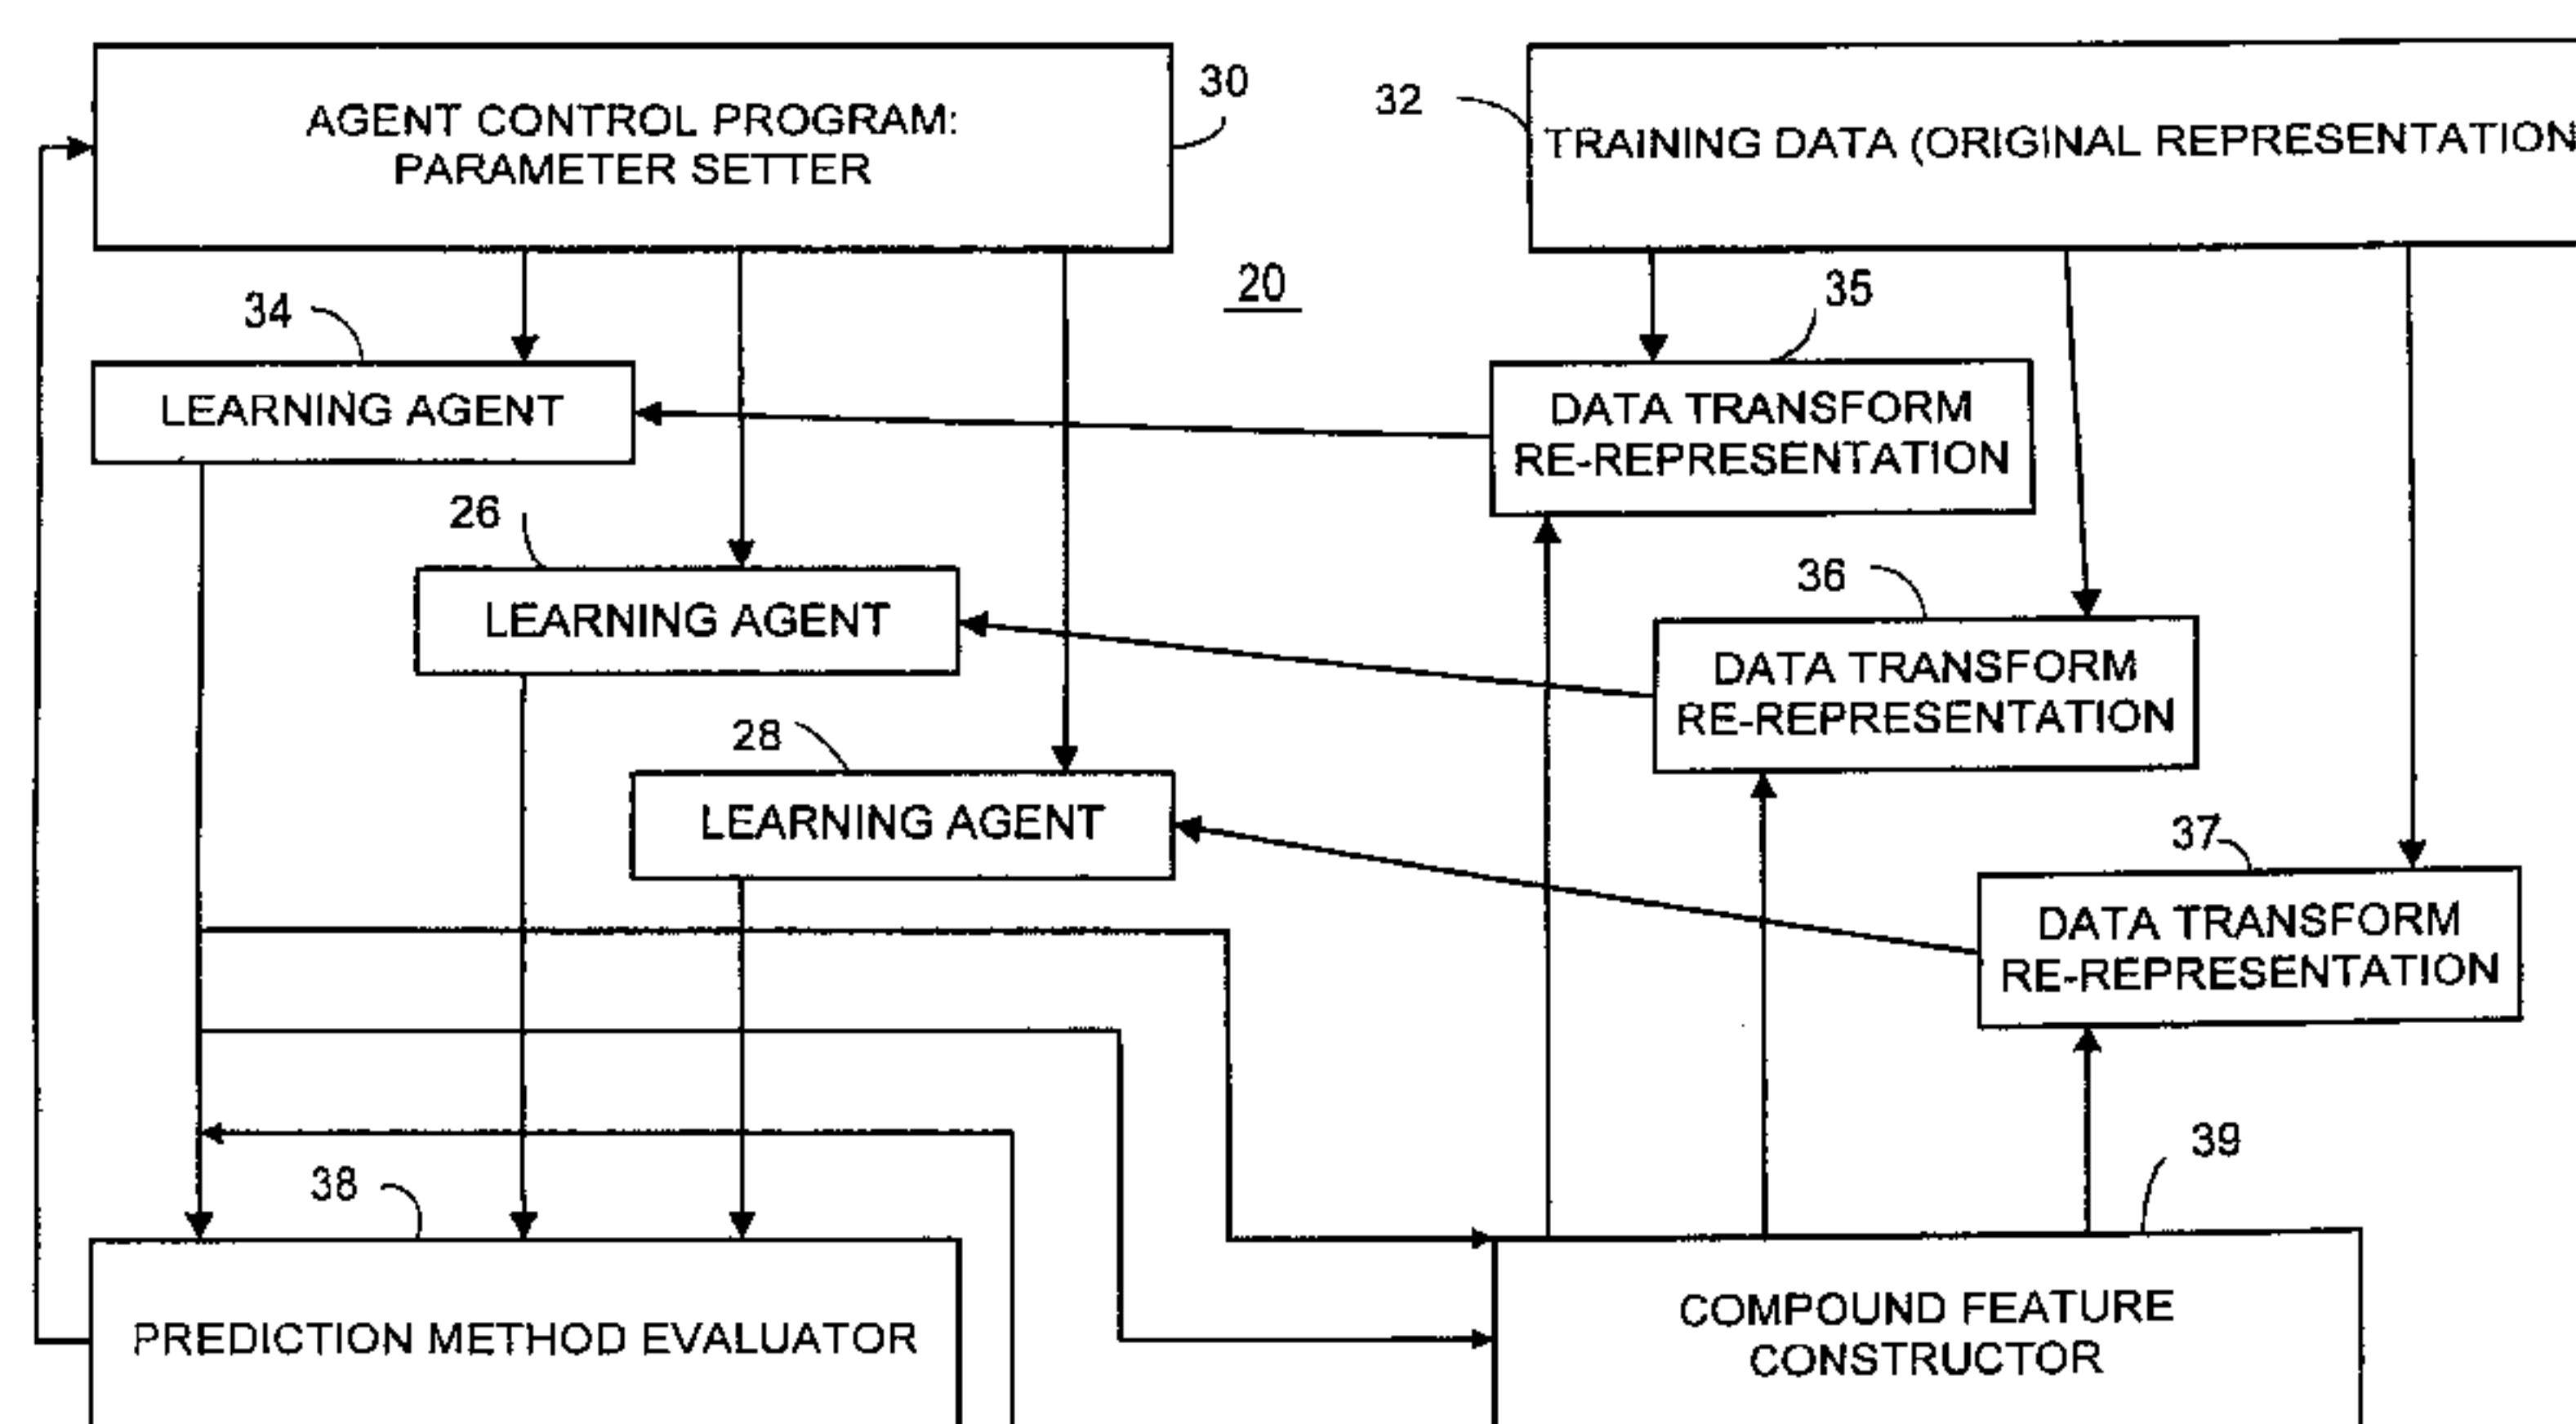 AGENT CONTROL PROGRAM:
PARAMETER SETTER
30
32
TRAINING DATA (ORIGINAL REPRESENTATION
20
34
LEARNING AGENT
35
DATA TRANSFORM
RE-REPRESENTATION
26
LEARNING AGENT
36
DATA TRANSFORM
RE-REPRESENTATION
28
LEARNING AGENT
37
DATA TRANSFORM
RE-REPRESENTATION
38
PREDICTION METHOD EVALUATOR
39
COMPOUND FEATURE
CONSTRUCTOR